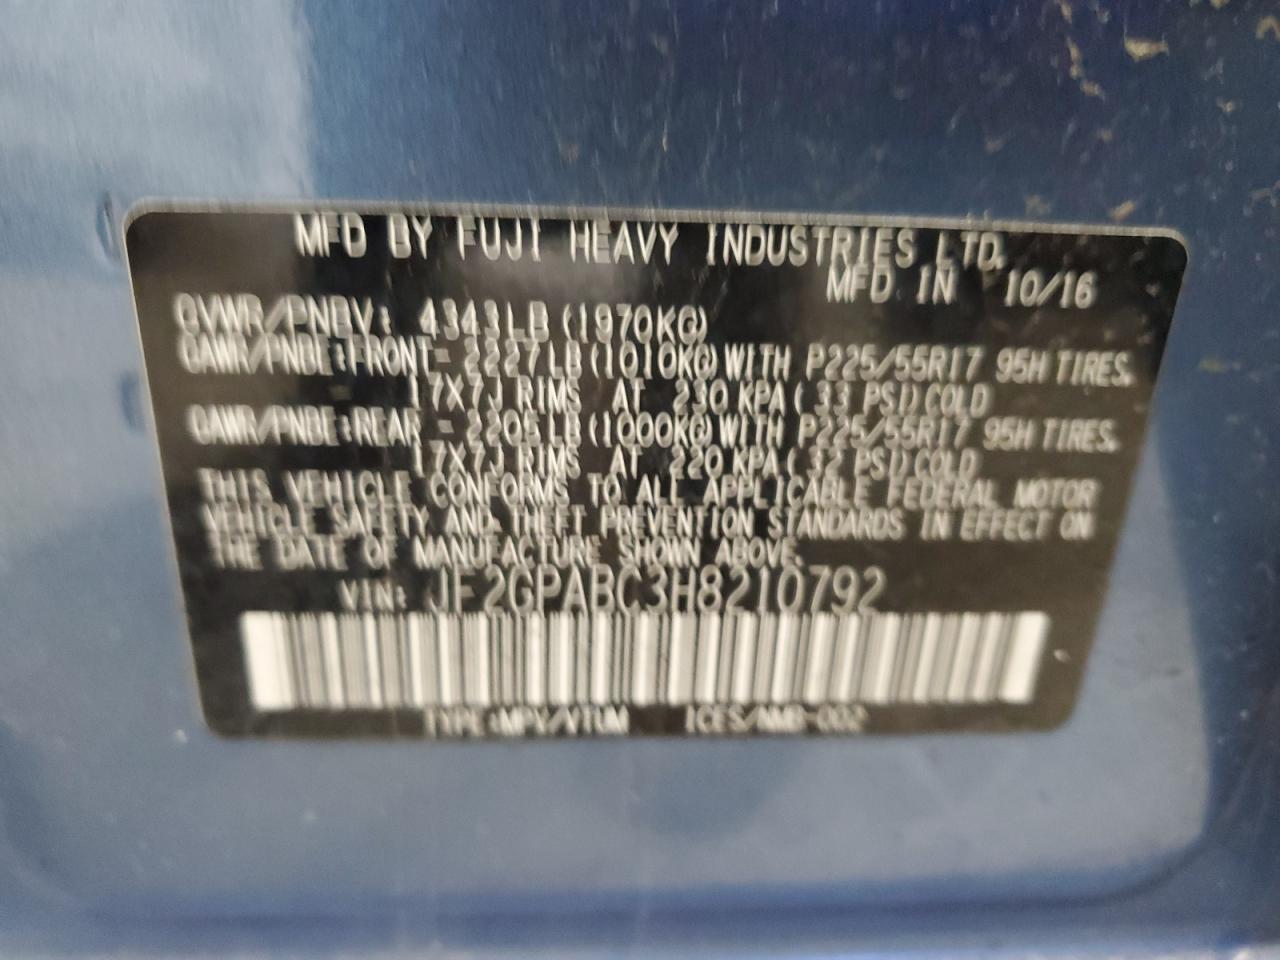 MFD BY FUJI HEAVY INDUSTRIES LTD.
MFD IN 10/16
GVWR/PNBV: 4343LB (1970KG)
GAWR/PNBE:FRONT- 2227LB(1010KG)WITH P225/55R17 95H TIRES.
17X7J RIMS AT 230 KPA( 33 PSI)COLD
GAWR/PNBE:REAR - 2205LB(1000KG)WITH P225/55R17 95H TIRES.
17X7J RIMS AT 220 KPA( 32 PSI)COLD
THIS VEHICLE CONFORMS TO ALL APPLICABLE FEDERAL MOTOR
VEHICLE SAFETY AND THEFT PREVENTION STANDARDS IN EFFECT ON
THE DATE OF MANUFACTURE SHOWN ABOVE.
VIN: JF2GPABC3H8210792
TYPE:MPV/VTUM ICES/NMB-002